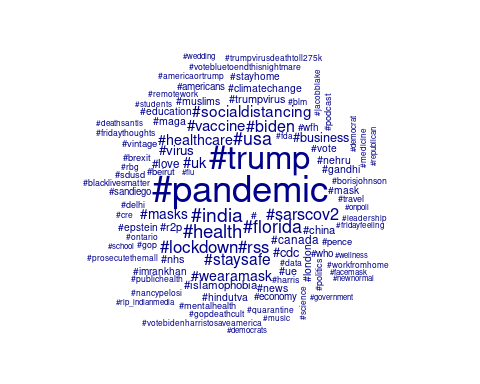 #wedding
#trumpvirusdeathtoll275k
#votebluetoendthisnightmare
#americaortrump #stayhome
#americans #climatechange
#jacobblake
#remotework
#students #muslims #trumpvirus #blm
#podcast
#education #socialdistancing
#deathsantis #maga #vaccine #biden #wfh
#democrat
#fridaythoughts #fda #business
#medicine
#republican
#vintage #healthcare #usa #vote
#virus
#brexit #love #uk #trump #nehru
#rbg #gandhi
#sdusd #beirut #flu
#blacklivesmatter #borisjohnson
#sandiego #pandemic #mask
#travel
#delhi #onpoli
#cre #masks #india # #sarscov2 #leadership
#epstein #r2p #health #florida #fridayfeeling
#ontario #china
#school #gop #lockdown #rss #canada #pence
#prosecutethemall #cdc #who #wellness
#nhs #staysafe #data #london #workfromhome
#imrankhan #ue #politics #facemask
#publichealth #wearamask #harris #newnormal
#islamophobia #news
#nancypelosi #hindutva #economy #science #government
#rip_indianmedia
#mentalhealth #quarantine
#gopdeathcult #music
#votebidenharristosaveamerica
#democrats